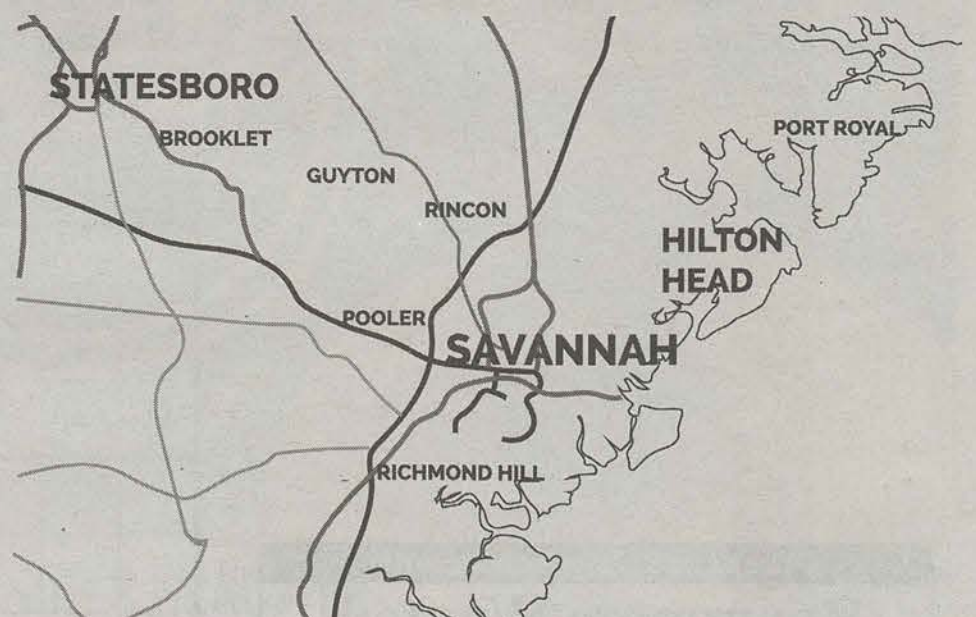 STATESBORO
BROOKLET
PORT ROYAL
GUYTON
RINCON
HILTON
HEAD
POOLER
SAVANNAH
RICHMOND HILL